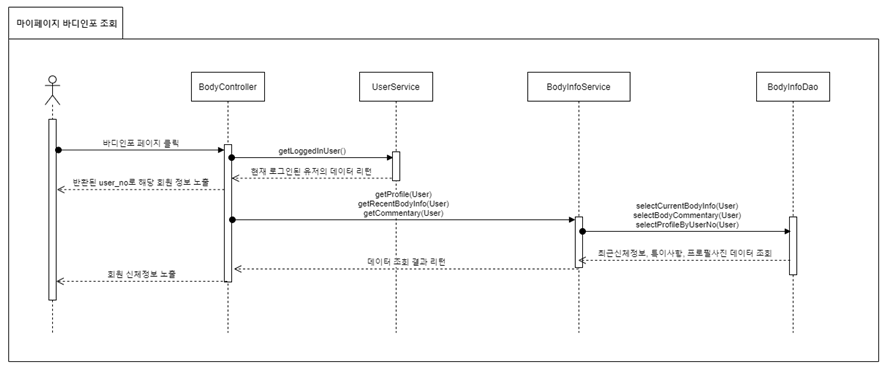 마이페이지 바디인포 조회
BodyController
UserService
BodyInfoService
BodyInfoDao
바디인포 페이지 클릭
getLoggedInUser()
현재 로그인된 유저의 데이터 리턴
반환된 user_no로 해당 회원 정보 노출
getProfile(User)
getRecentBodyInfo(User)
getCommentary(User)
selectCurrentBodyInfo(User)
selectBodyCommentary(User)
selectProfileByUserNo(User)
최근신체정보, 특이사항, 프로필사진 데이터 조회
데이터 조회 결과 리턴
회원 신체정보 노출